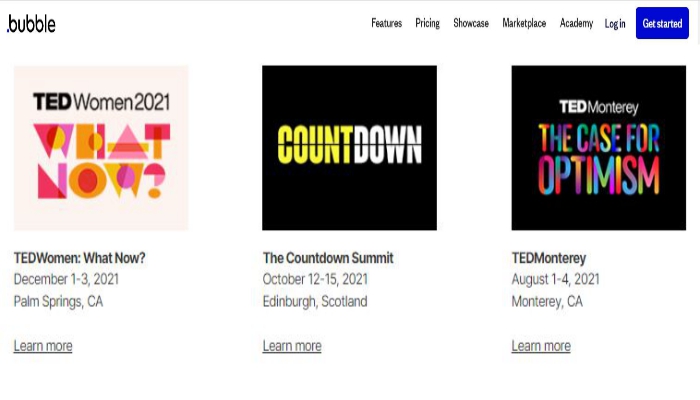 .bubble
Features Pricing Showcase Marketplace Academy Log in Get started
TEDWomen2021
WHAT
NOW?
COUNTDOWN
TEDMonterey
THE CASE FOR
OPTIMISM
TEDWomen: What Now?
December 1-3, 2021
Palm Springs, CA
Learn more
The Countdown Summit
October 12-15, 2021
Edinburgh, Scotland
Learn more
TEDMonterey
August 1-4, 2021
Monterey, CA
Learn more